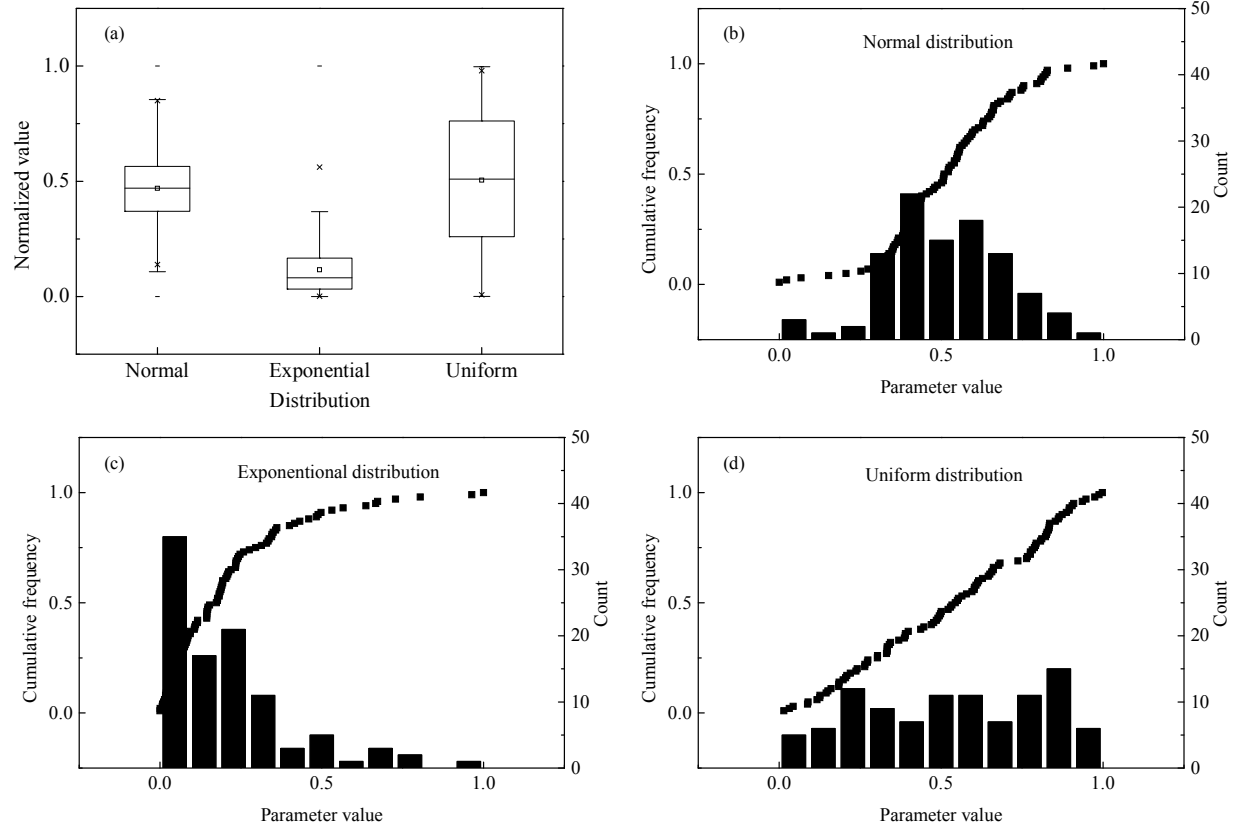 (a)
Normalized value
1.0
0.5
0.0
Normal Exponential Uniform
Distribution
(b)
Normal distribution
Cumulative frequency
1.0
0.5
0.0
50
40
30
20
10
0
Count
0.0 0.5 1.0
Parameter value
(c)
Exponentional distribution
Cumulative frequency
1.0
0.5
0.0
50
40
30
20
10
0
Count
0.0 0.5 1.0
Parameter value
(d)
Uniform distribution
Cumulative frequency
1.0
0.5
0.0
50
40
30
20
10
0
Count
0.0 0.5 1.0
Parameter value